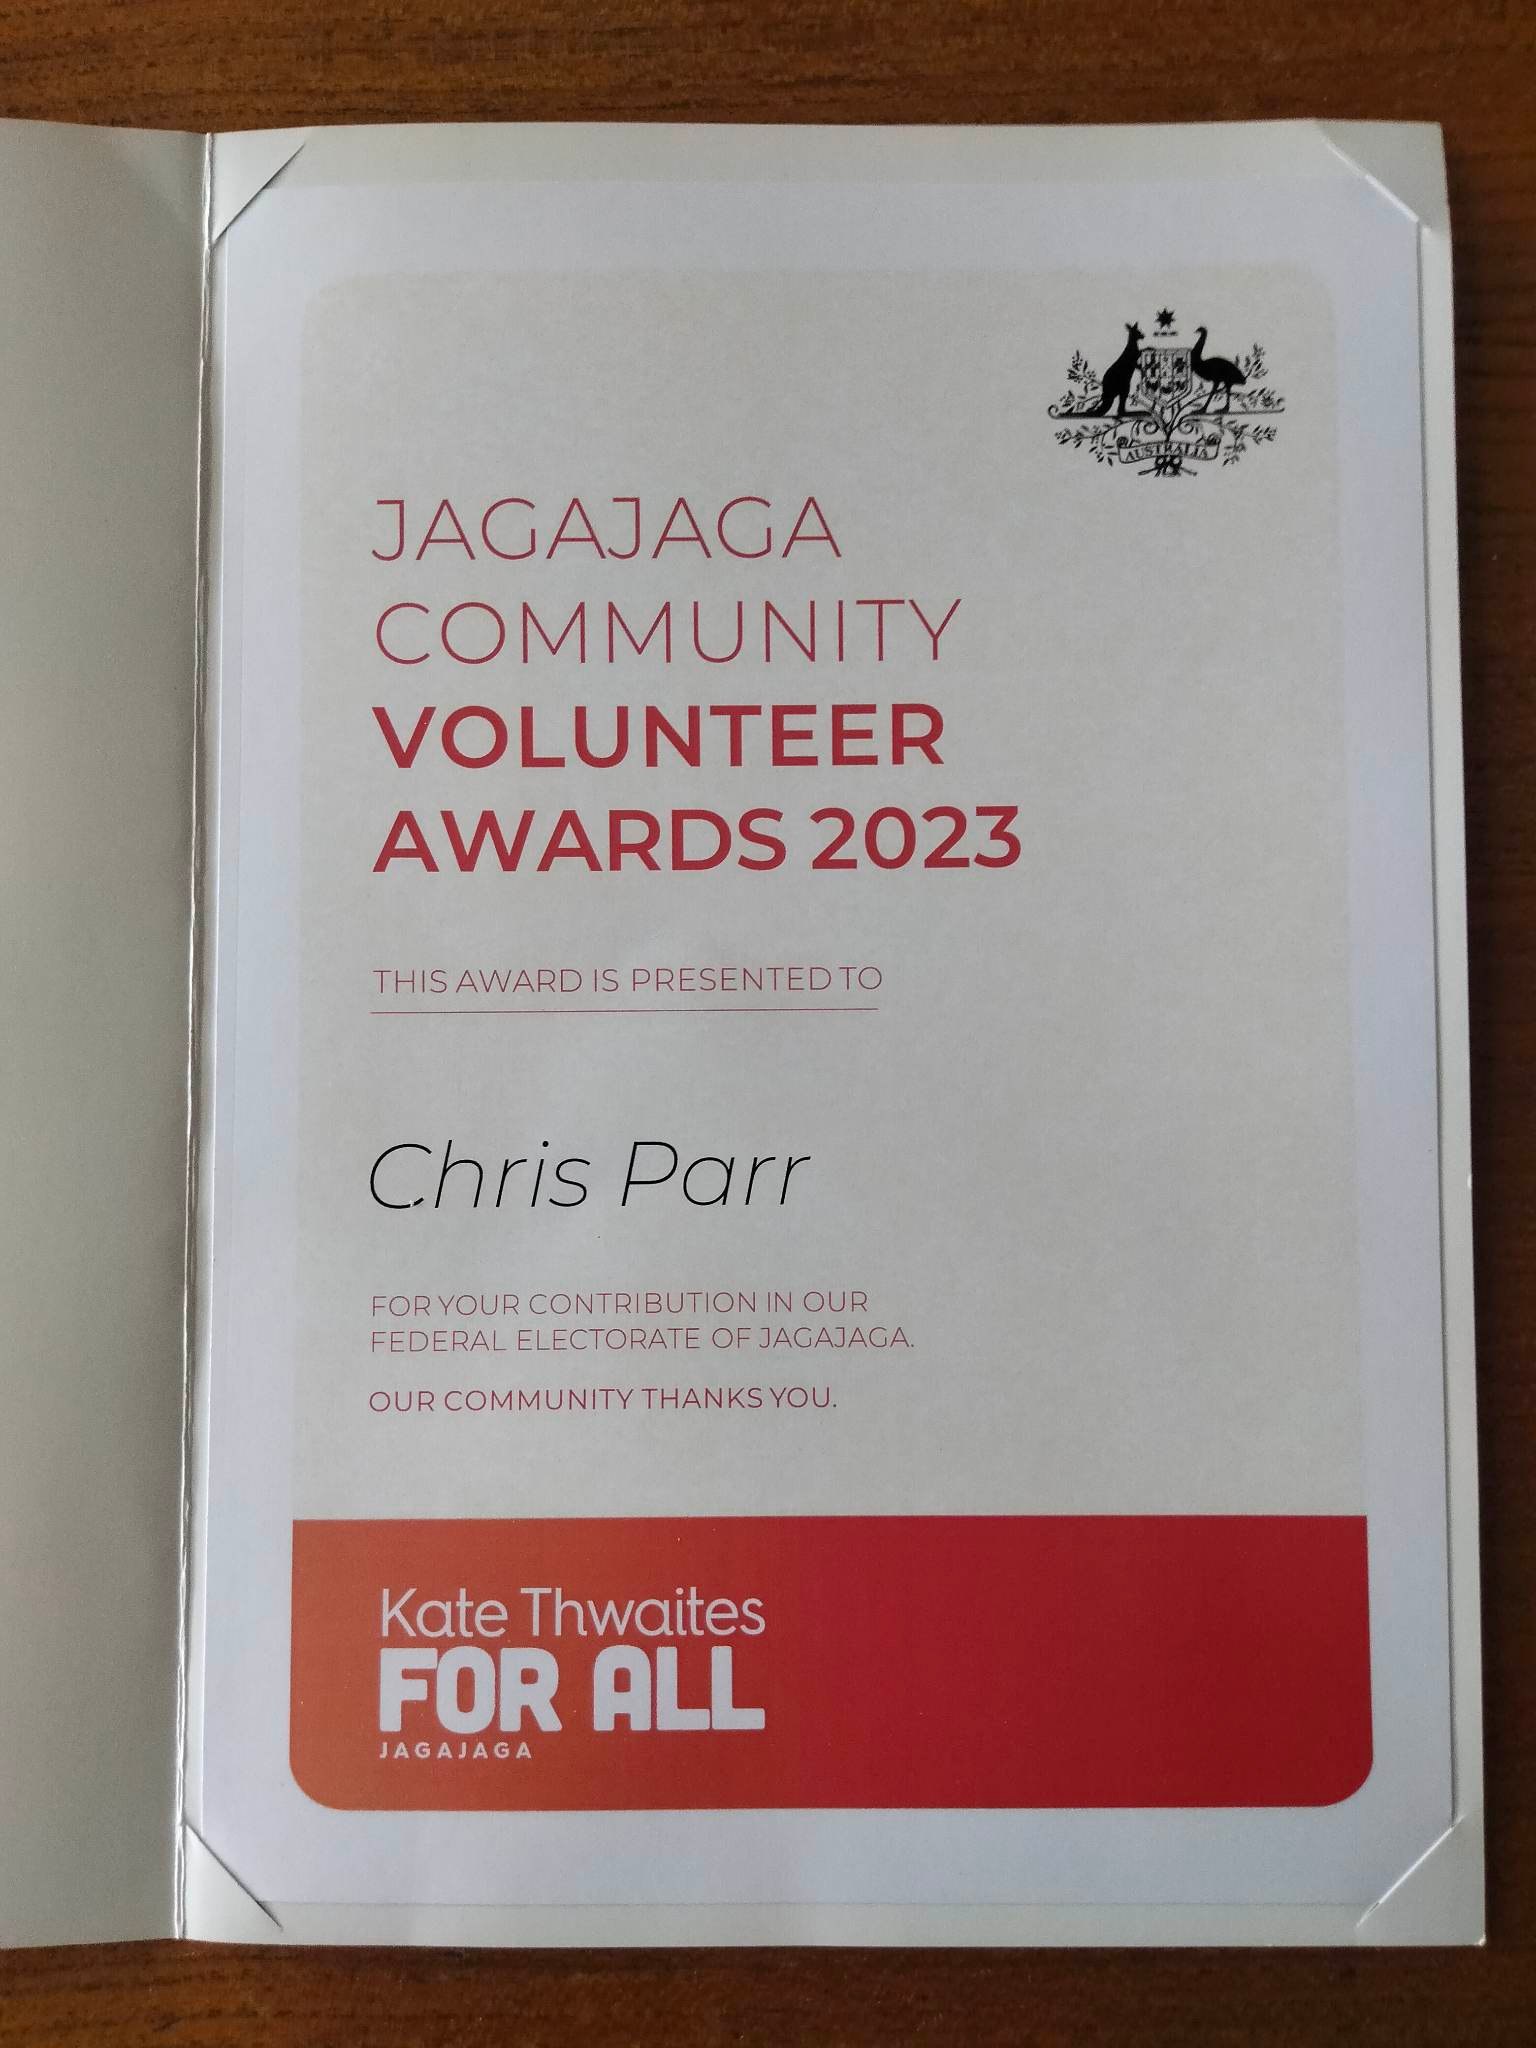 AUSTRALIA
JAGAJAGA
COMMUNITY
VOLUNTEER
AWARDS 2023
THIS AWARD IS PRESENTED TO
Chris Parr
FOR YOUR CONTRIBUTION IN OUR
FEDERAL ELECTORATE OF JAGAJAGA.
OUR COMMUNITY THANKS YOU.
Kate Thwaites
FOR ALL
JAGAJAGA